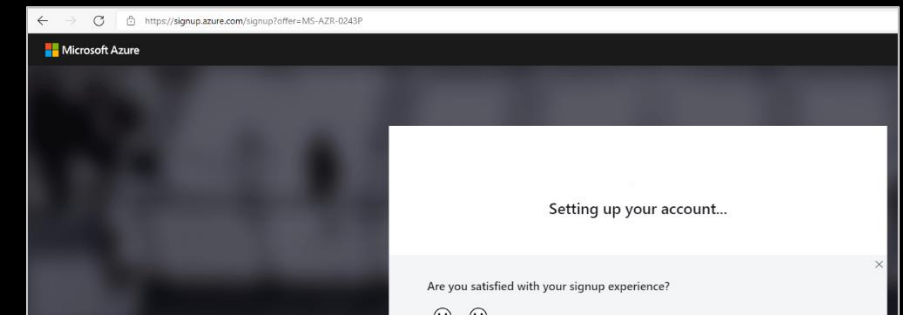 https://signup.azure.com/signup?offer=MS-AZR-0243P
Microsoft Azure
Setting up your account...
Are you satisfied with your signup experience?